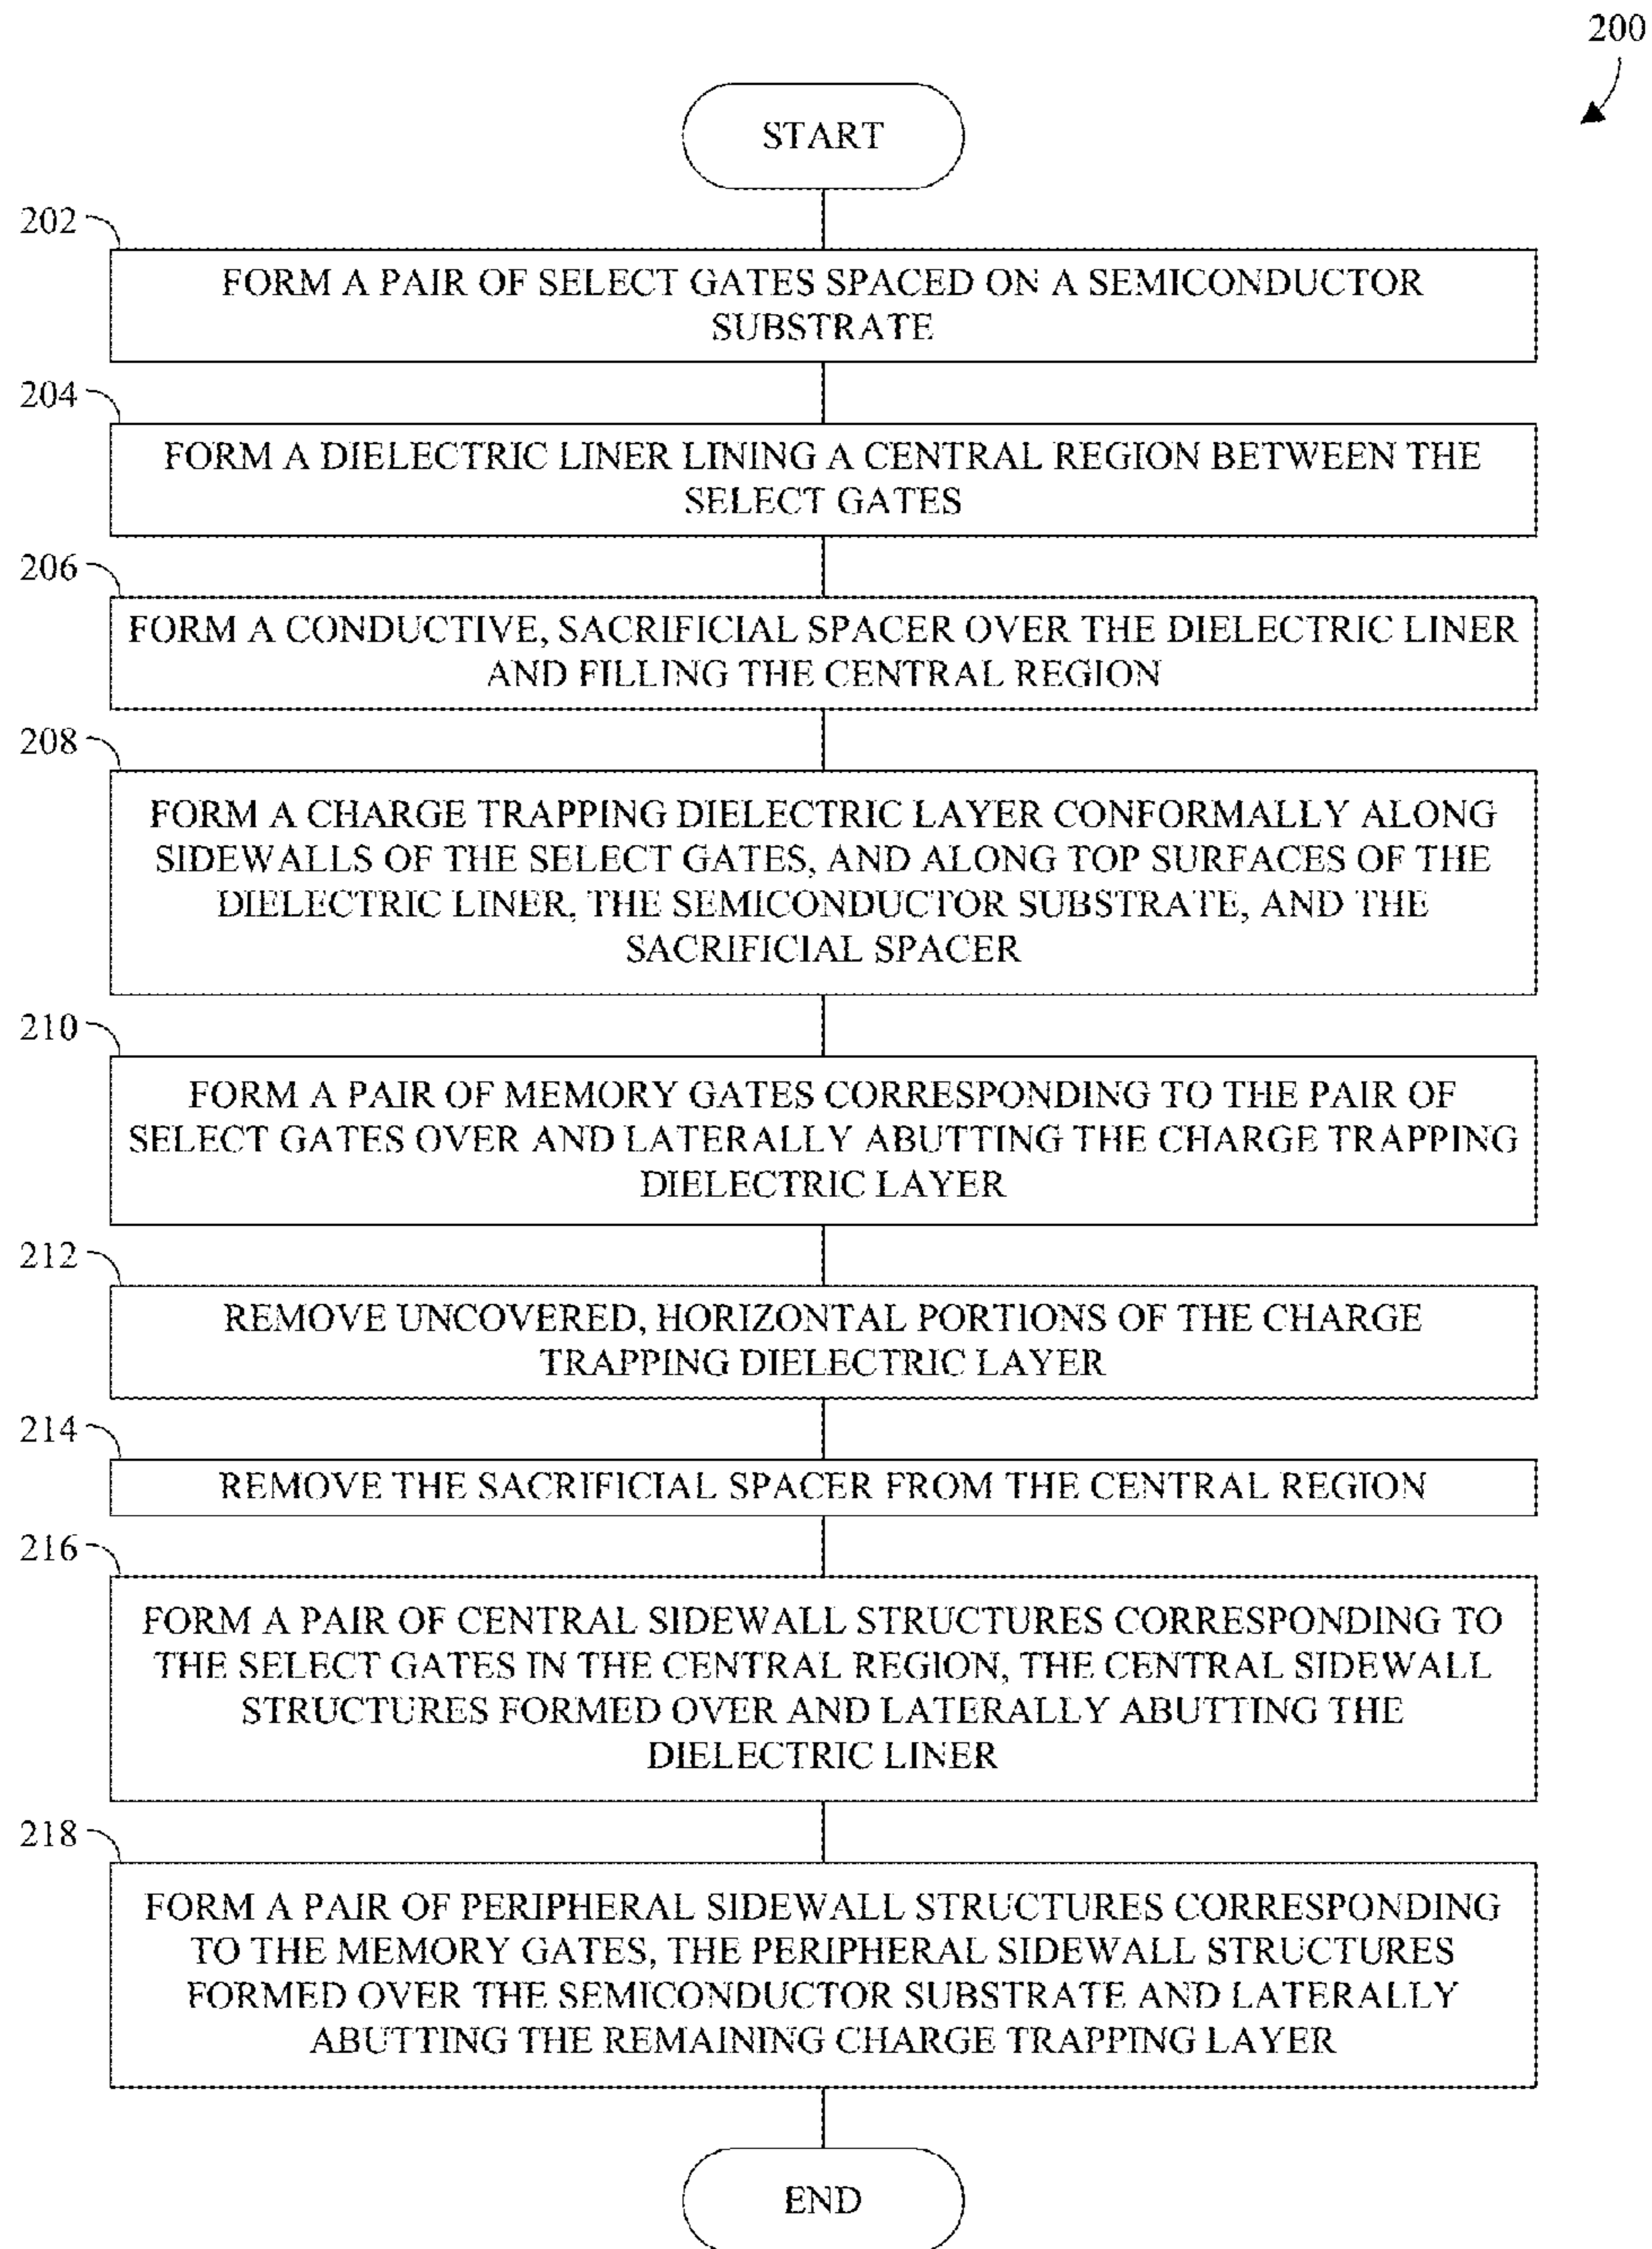 200
START
202
FORM A PAIR OF SELECT GATES SPACED ON A SEMICONDUCTOR
SUBSTRATE
204
FORM A DIELECTRIC LINER LINING A CENTRAL REGION BETWEEN THE
SELECT GATES
206
FORM A CONDUCTIVE, SACRIFICIAL SPACER OVER THE DIELECTRIC LINER
AND FILLING THE CENTRAL REGION
208
FORM A CHARGE TRAPPING DIELECTRIC LAYER CONFORMALLY ALONG
SIDEWALLS OF THE SELECT GATES, AND ALONG TOP SURFACES OF THE
DIELECTRIC LINER, THE SEMICONDUCTOR SUBSTRATE, AND THE
SACRIFICIAL SPACER
210
FORM A PAIR OF MEMORY GATES CORRESPONDING TO THE PAIR OF
SELECT GATES OVER AND LATERALLY ABUTTING THE CHARGE TRAPPING
DIELECTRIC LAYER
212
REMOVE UNCOVERED, HORIZONTAL PORTIONS OF THE CHARGE
TRAPPING DIELECTRIC LAYER
214
REMOVE THE SACRIFICIAL SPACER FROM THE CENTRAL REGION
216
FORM A PAIR OF CENTRAL SIDEWALL STRUCTURES CORRESPONDING TO
THE SELECT GATES IN THE CENTRAL REGION, THE CENTRAL SIDEWALL
STRUCTURES FORMED OVER AND LATERALLY ABUTTING THE
DIELECTRIC LINER
218
FORM A PAIR OF PERIPHERAL SIDEWALL STRUCTURES CORRESPONDING
TO THE MEMORY GATES, THE PERIPHERAL SIDEWALL STRUCTURES
FORMED OVER THE SEMICONDUCTOR SUBSTRATE AND LATERALLY
ABUTTING THE REMAINING CHARGE TRAPPING LAYER
END